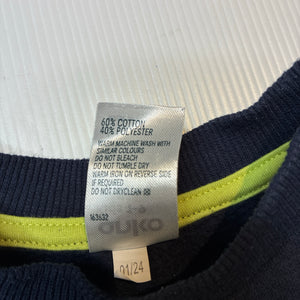 60% COTTON
40% POLYESTER
WARM MACHINE WASH WITH
SIMILAR COLOURS
DO NOT BLEACH
DO NOT TUMBLE DRY
WARM IRON ON REVERSE SIDE
IF REQUIRED
DO NOT DRYCLEAN
163632
01/24